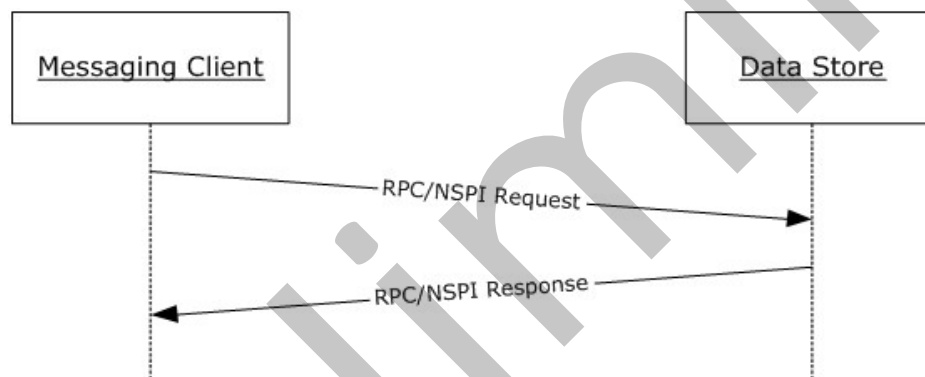 Messaging Client
Data Store
RPC/NSPI Request
RPC/NSPI Response